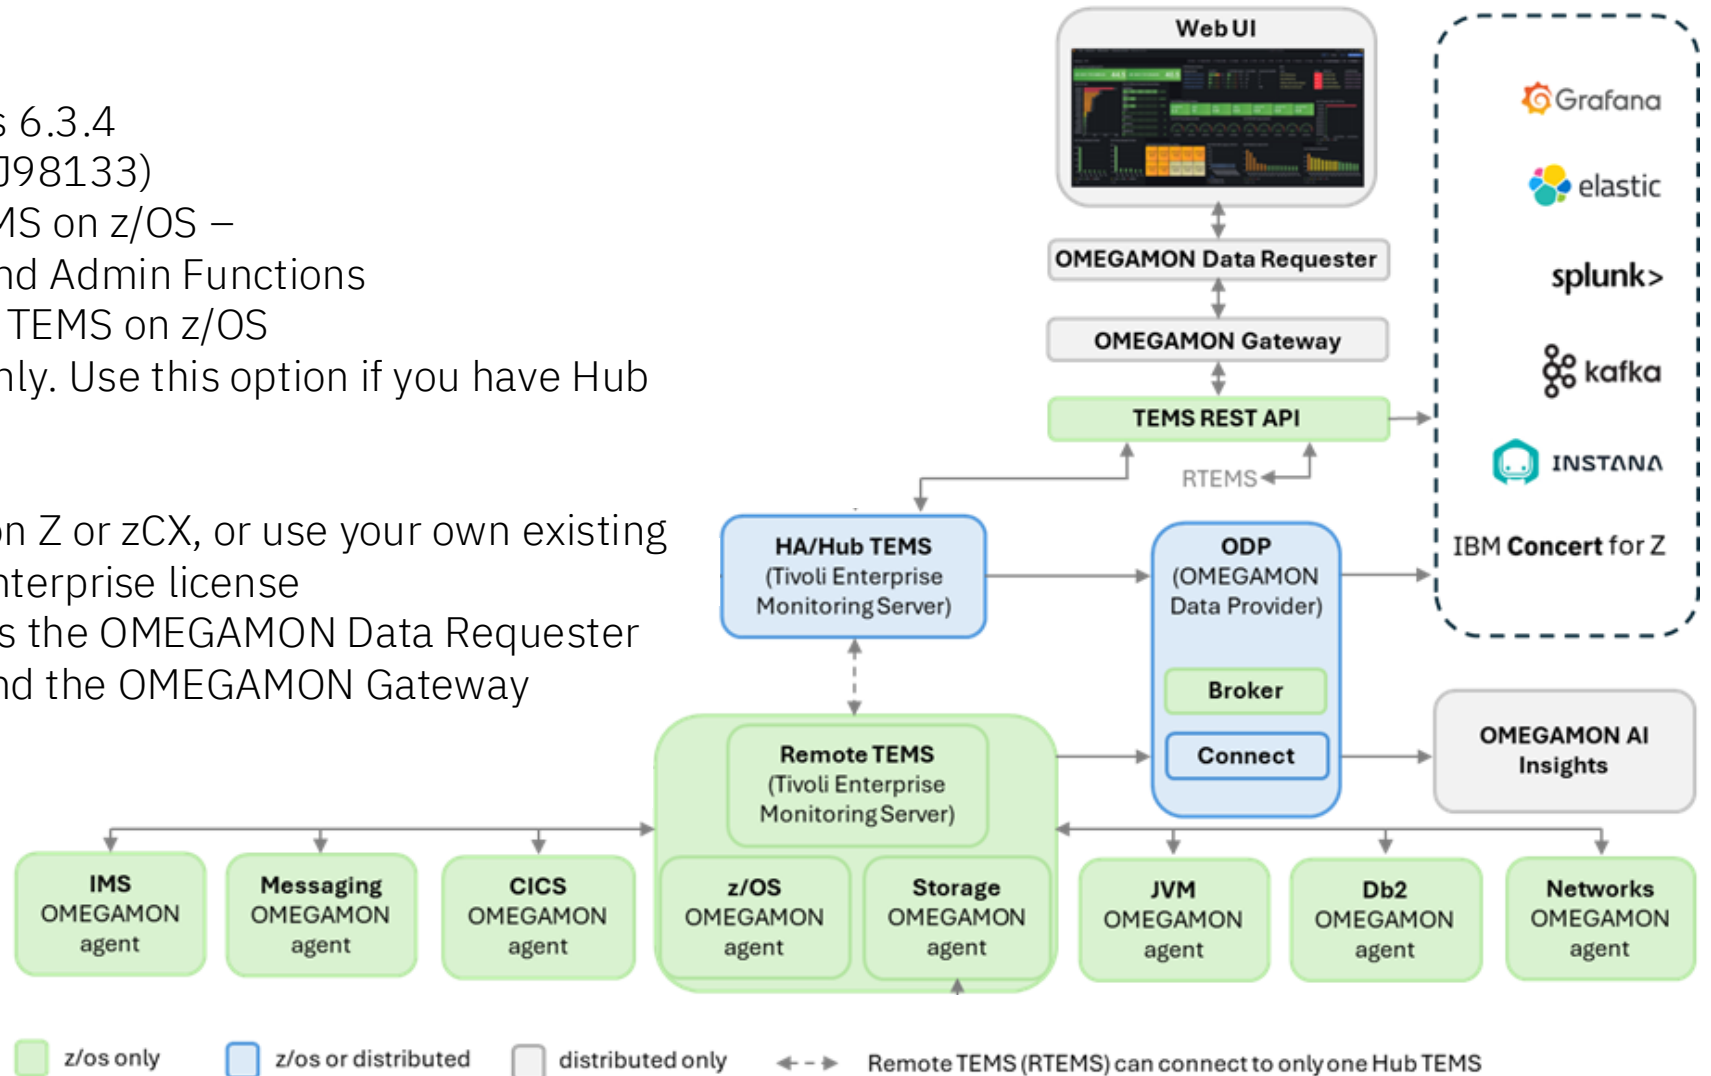 s 6.3.4
J98133)
MS on z/OS –
nd Admin Functions
TEMS on z/OS
nly. Use this option if you have Hub
on Z or zCX, or use your own existing
nterprise license
s the OMEGAMON Data Requester
nd the OMEGAMON Gateway
Web UI
OMEGAMON Data Requester
OMEGAMON Gateway
TEMS REST API
RTEMS
Grafana
elastic
splunk>
kafka
INSTANA
IBM Concert for Z
HA/Hub TEMS
(Tivoli Enterprise
Monitoring Server)
ODP
(OMEGAMON
Data Provider)
Broker
Connect
OMEGAMON AI
Insights
Remote TEMS
(Tivoli Enterprise
Monitoring Server)
IMS
OMEGAMON
agent
Messaging
OMEGAMON
agent
CICS
OMEGAMON
agent
z/OS
OMEGAMON
agent
Storage
OMEGAMON
agent
JVM
OMEGAMON
agent
Db2
OMEGAMON
agent
Networks
OMEGAMON
agent
z/os only
z/os or distributed
distributed only
Remote TEMS (RTEMS) can connect to only one Hub TEMS